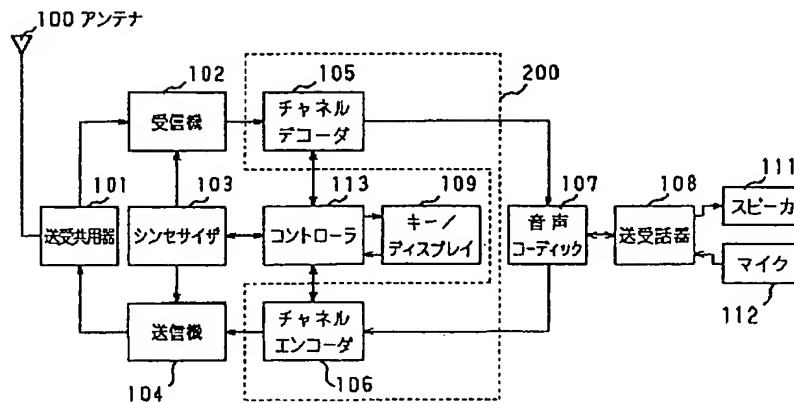 100 アンテナ
102
受信機
105
チャネル
デコーダ
200
101
送受共用器
103
シンセサイザ
113
コントローラ
109
キー/
ディスプレイ
107
音声
コーディック
108
送受話器
111
スピーカ
マイク
112
送信機
104
チャネル
エンコーダ
106